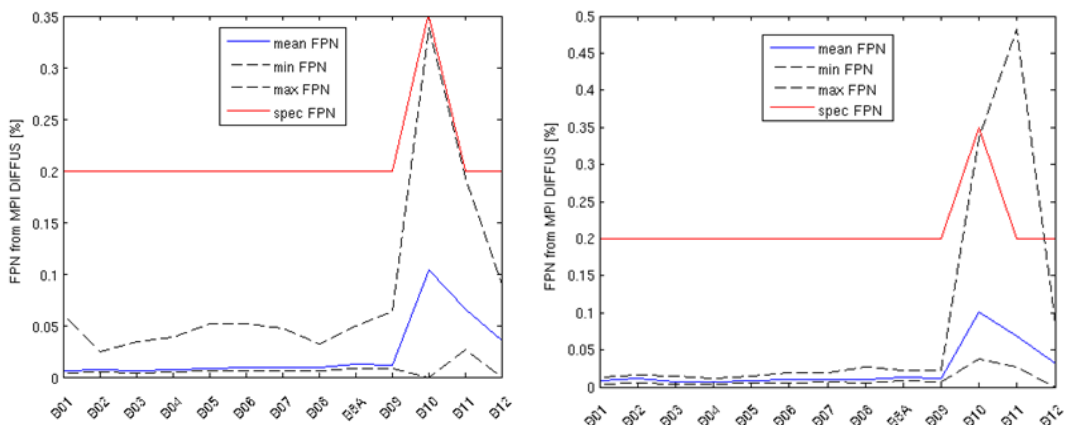 FPN from MPI DIFFUS [%]
0.35
0.3
0.25
0.2
0.15
0.1
0.05
0
mean FPN
min FPN
max FPN
spec FPN
B01 B02 B03 B04 B05 B06 B07 B08 B8A B09 B10 B11 B12
FPN from MPI DIFFUS [%]
0.5
0.45
0.4
0.35
0.3
0.25
0.2
0.15
0.1
0.05
0
mean FPN
min FPN
max FPN
spec FPN
B01 B02 B03 B04 B05 B06 B07 B08 B8A B09 B10 B11 B12